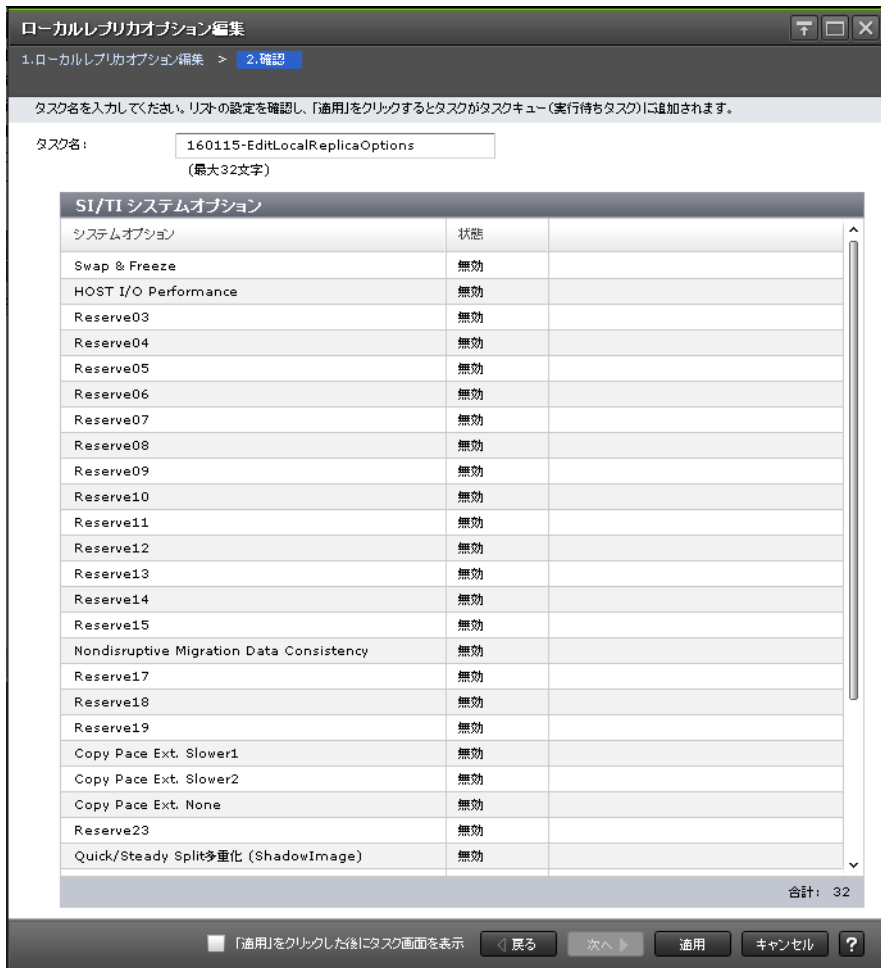 ローカルレプリカオプション編集
1.ローカルレプリカオプション編集 > 2.確認
タスク名を入力してください。リストの設定を確認し、「適用」をクリックするとタスクがタスクキュー(実行待ちタスク)に追加されます。
タスク名: 160115-EditLocalReplicaOptions
(最大32文字)
SI/TI システムオプション
システムオプション 状態
Swap & Freeze 無効
HOST I/O Performance 無効
Reserve03 無効
Reserve04 無効
Reserve05 無効
Reserve06 無効
Reserve07 無効
Reserve08 無効
Reserve09 無効
Reserve10 無効
Reserve11 無効
Reserve12 無効
Reserve13 無効
Reserve14 無効
Reserve15 無効
Nondisruptive Migration Data Consistency 無効
Reserve17 無効
Reserve18 無効
Reserve19 無効
Copy Pace Ext. Slower1 無効
Copy Pace Ext. Slower2 無効
Copy Pace Ext. None 無効
Reserve23 無効
Quick/Steady Split多重化 (ShadowImage) 無効
合計: 32
「適用」をクリックした後にタスク画面を表示 戻る 次へ 適用 キャンセル ?